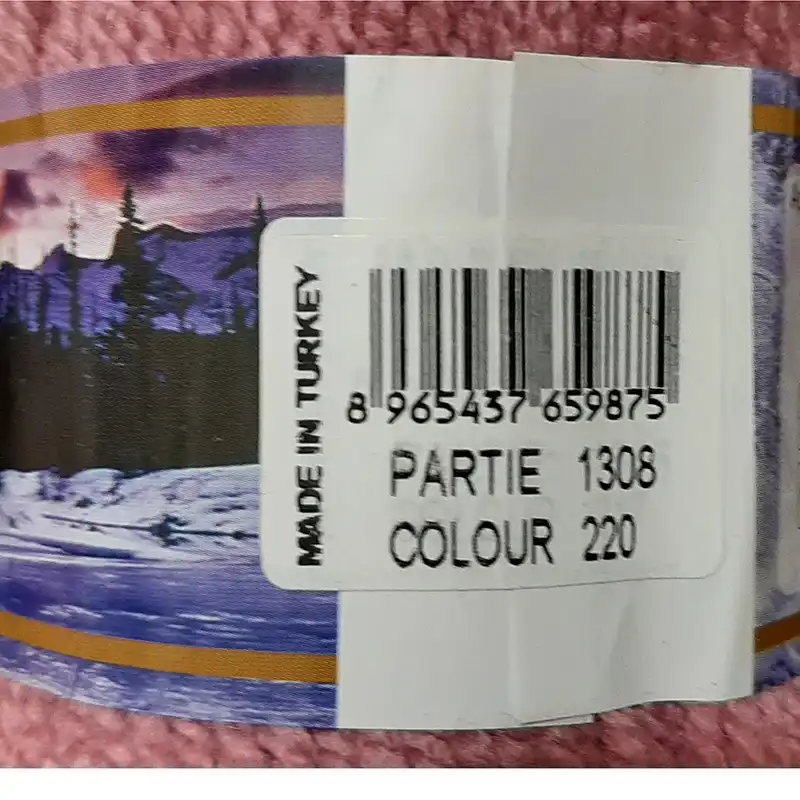 MADE IN TURKEY
8 965437 659875
PARTIE 1308
COLOUR 220